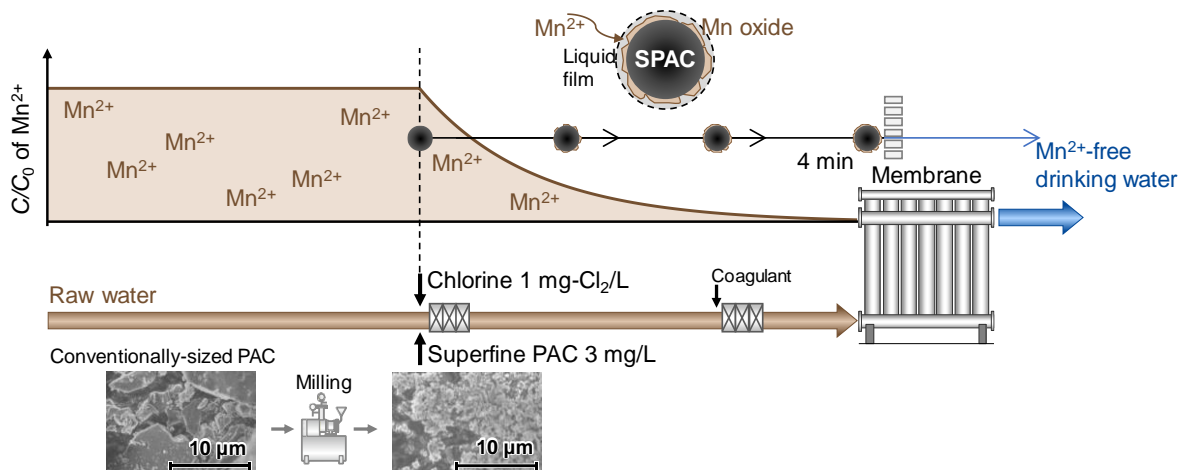 Mn2+
Mn oxide
SPAC
Liquid
film
C/C0 of Mn2+
Mn2+
Mn2+
Mn2+
Mn2+
Mn2+
Mn2+
Mn2+
Mn2+
4 min
Mn2+-free
drinking water
Membrane
Chlorine 1 mg-Cl2/L
Coagulant
Raw water
Conventionally-sized PAC
Superfine PAC 3 mg/L
Milling
10 µm
10 µm